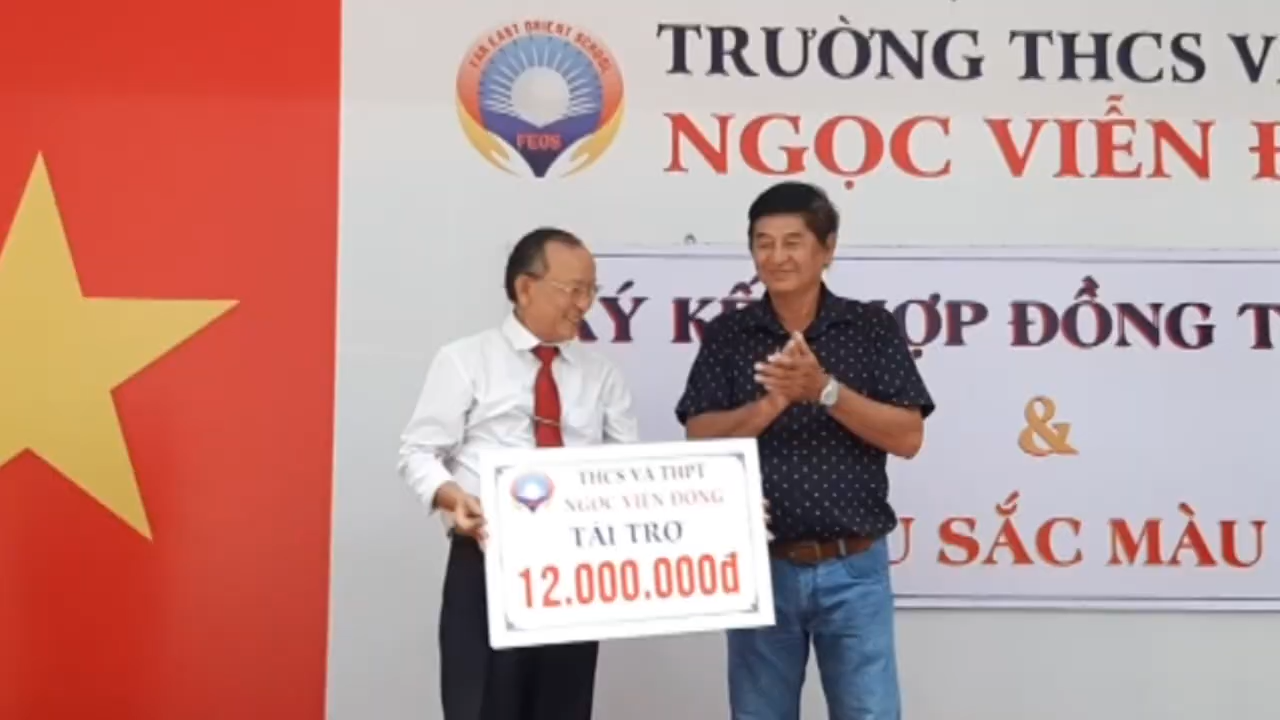 FAR EAST ORIENT SCHOOL
FEOS
TRƯỜNG THCS
NGỌC VIỄN
KÝ HỢP ĐỒNG
&
SẮC MÀU
THCS VÀ THPT
NGỌC VIỄN ĐÔNG
TÀI TRỢ
12.000.000đ